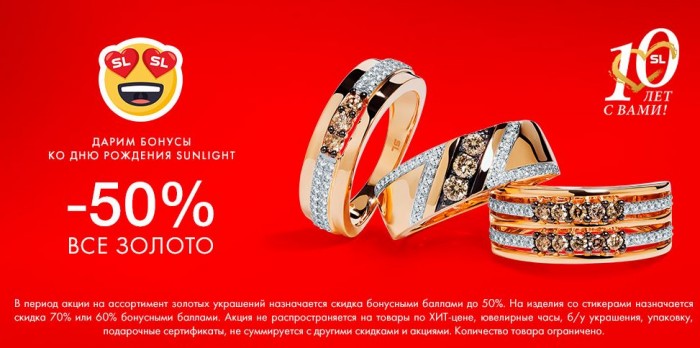 SL SL
ДАРИМ БОНУСЫ
КО ДНЮ РОЖДЕНИЯ SUNLIGHT
-50%
ВСЕ ЗОЛОТО
10
SL
ЛЕТ
С ВАМИ!
SL
В период акции на ассортимент золотых украшений назначается скидка бонусными баллами до 50%. На изделия со стикерами назначается
скидка 70% или 60% бонусными баллами. Акция не распространяется на товары по ХИТ-цене, ювелирные часы, б/у украшения, упаковку,
подарочные сертификаты, не суммируется с другими скидками и акциями. Количество товара ограничено.